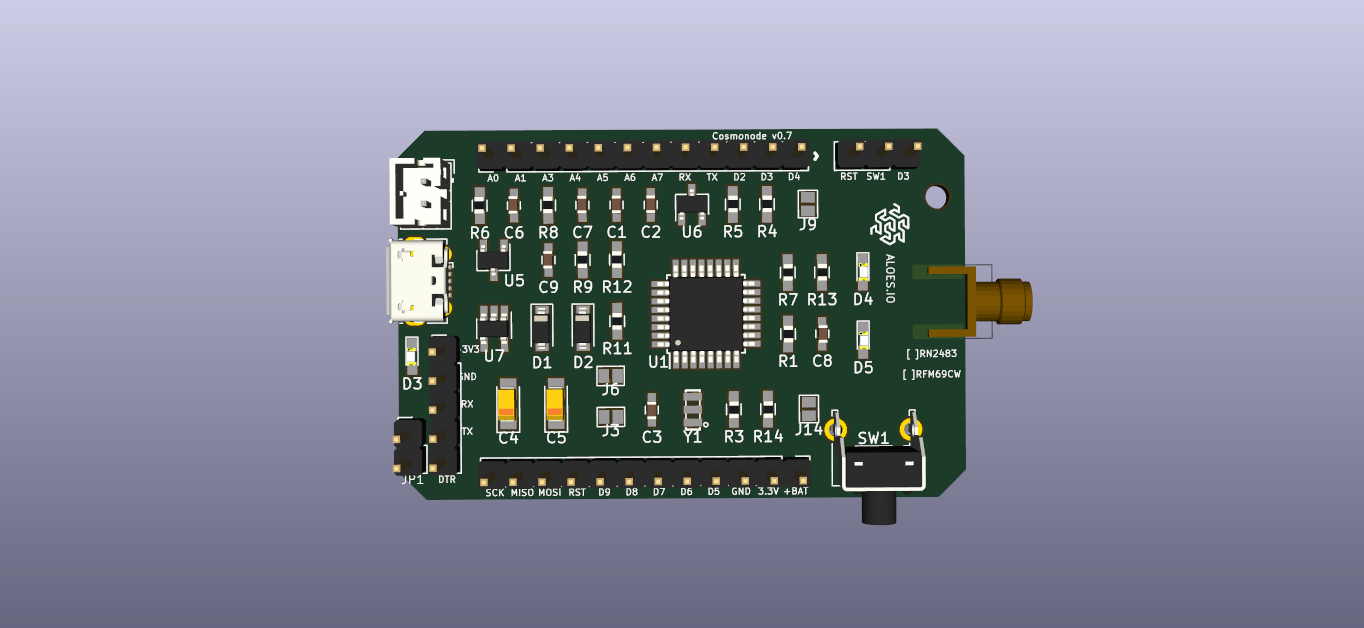 Cosmonode v0.7
A0 A1 A3 A4 A5 A6 A7 RX TX D2 D3 D4
RST SW1 D3
R6 C6 R8 C7 C1 C2 U6 R5 R4 J9
U5 C9 R9 R12
ALOES.IO
R7 R13 D4
U7 D1 D2 R11 U1 R1 C8 D5
3V3
GND
RX
TX
DTR
[ ]RN2483
[ ]RFM69CW
D3
J6
C4 C5 J3 C3 Y1 R3 R14 J14 SW1
JP1
SCK MISO MOSI RST D9 D8 D7 D6 D5 GND 3.3V +BAT